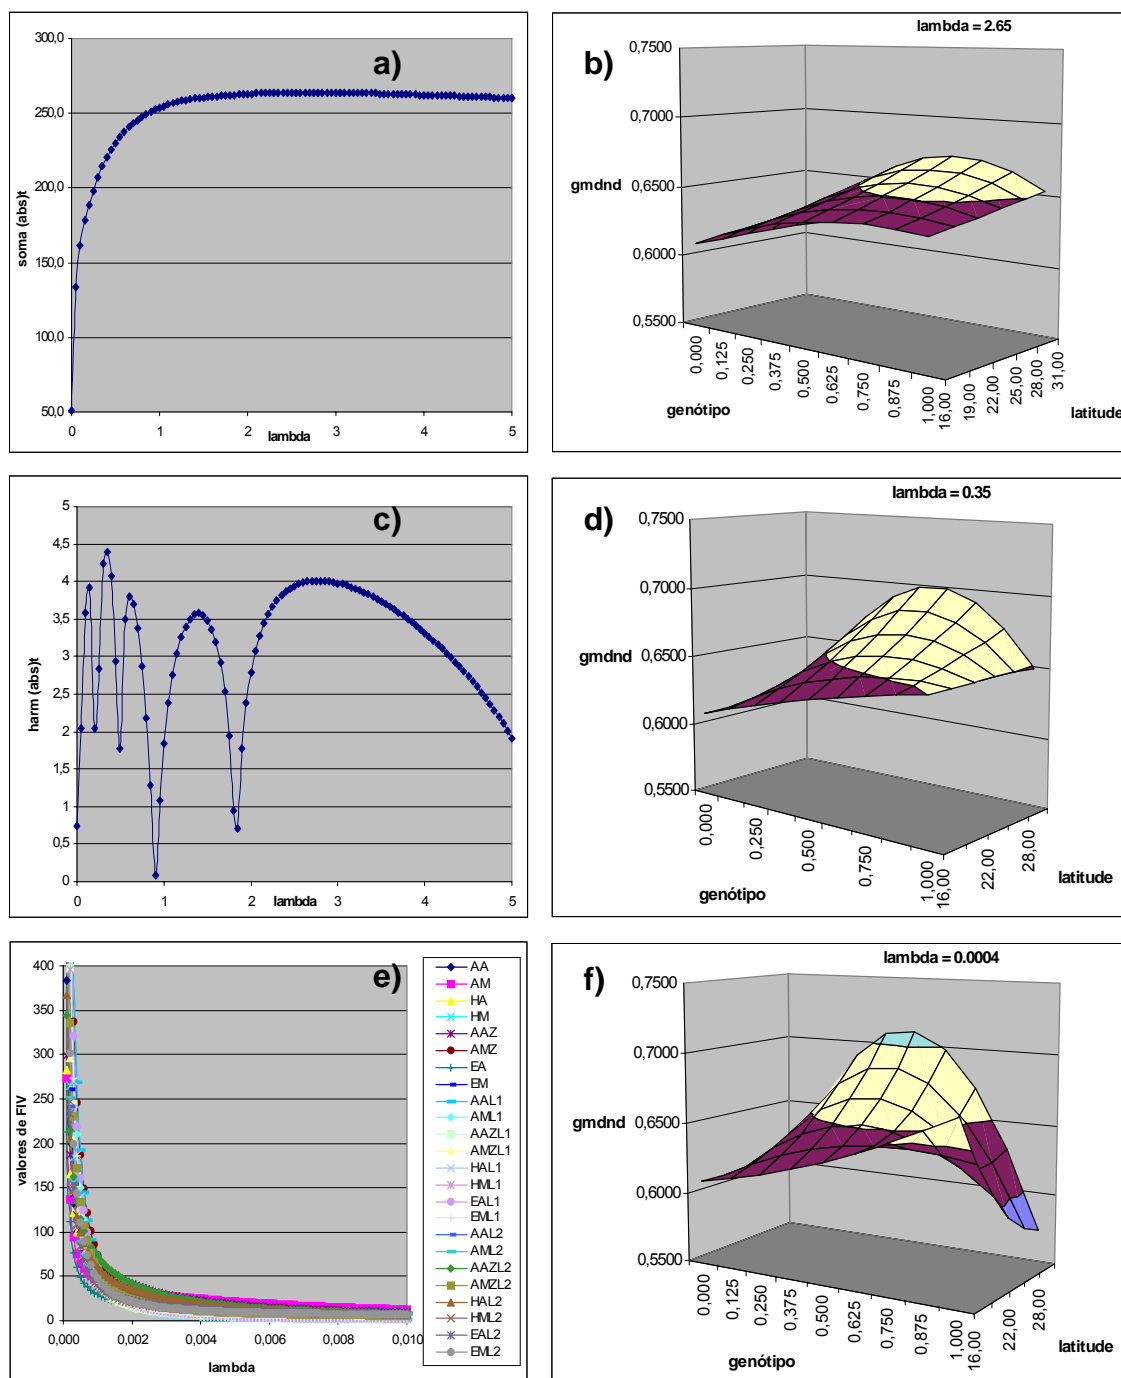 a)
300,0
250,0
200,0
150,0
100,0
50,0
soma (abs)t
0 1 2 3 4 5
lambda
lambda = 2.65
b)
0,7500
0,7000
0,6500
0,6000
0,5500
gmdnd
0,000 0,125 0,250 0,375 0,500 0,625 0,750 0,875 1,000
genótipo
16,00 19,00 22,00 25,00 28,00 31,00
latitude
c)
5
4,5
4
3,5
3
2,5
2
1,5
1
0,5
0
harm (abs)t
0 1 2 3 4 5
lambda
lambda = 0.35
d)
0,7500
0,7000
0,6500
0,6000
0,5500
gmdnd
0,000 0,250 0,500 0,750 1,000
genótipo
16,00 22,00 28,00
latitude
e)
400
350
300
250
200
150
100
50
0
valores de FIV
0,000 0,002 0,004 0,006 0,008 0,010
lambda
AA
AM
HA
HM
AAZ
AMZ
EA
EM
AAL1
AML1
AAZL1
AMZL1
HAL1
HML1
EAL1
EML1
AAL2
AML2
AAZL2
AMZL2
HAL2
HML2
EAL2
EML2
lambda = 0.0004
f)
0,7500
0,7000
0,6500
0,6000
0,5500
gmdnd
0,000 0,125 0,250 0,375 0,500 0,625 0,750 0,875 1,000
genótipo
16,00 22,00 28,00
latitude